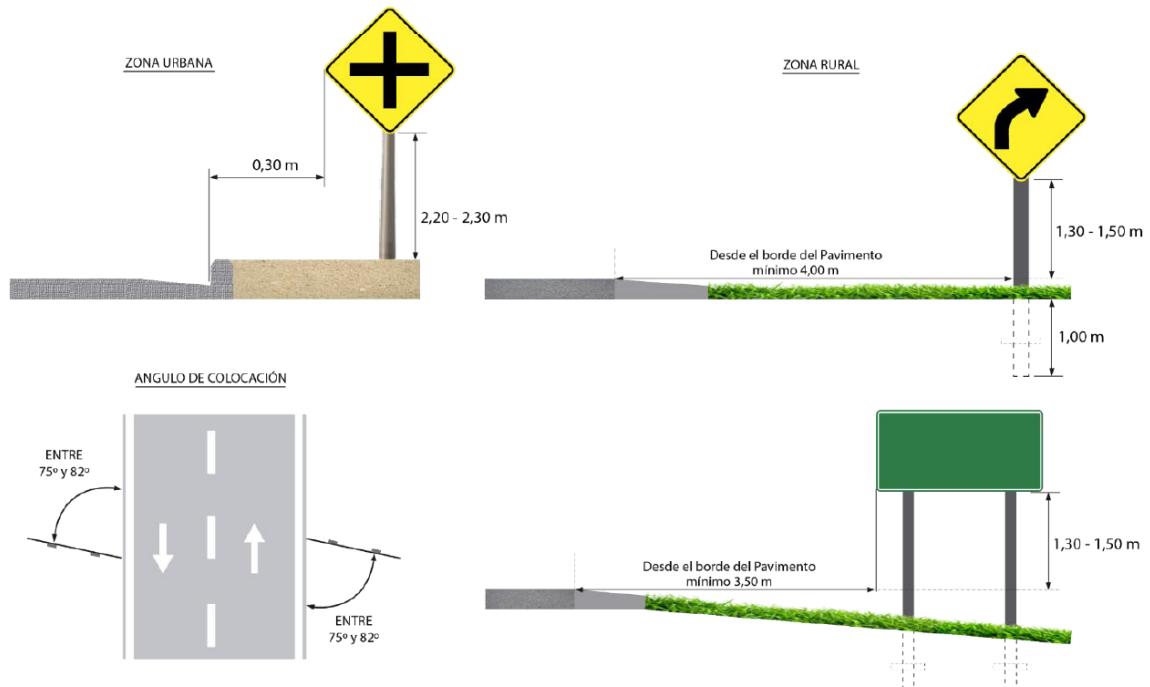 ZONA URBANA
0,30 m
2,20 - 2,30 m
ZONA RURAL
1,30 - 1,50 m
Desde el borde del Pavimento
mínimo 4,00 m
1,00 m
ANGULO DE COLOCACIÓN
ENTRE
75º y 82º
ENTRE
75º y 82º
1,30 - 1,50 m
Desde el borde del Pavimento
mínimo 3,50 m